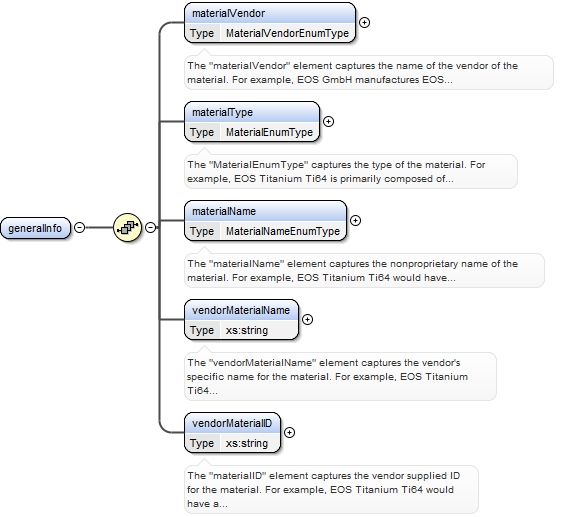 materialVendor
Type MaterialVendorEnumType
The "materialVendor" element captures the name of the vendor of the
material. For example, EOS GmbH manufactures EOS...
materialType
Type MaterialEnumType
The "MaterialEnumType" captures the type of the material. For
example, EOS Titanium Ti64 is primarily composed of...
materialName
Type MaterialNameEnumType
generalInfo
The "materialName" element captures the nonproprietary name of the
material. For example, EOS Titanium Ti64 would have...
vendorMaterialName
Type xs:string
The "vendorMaterialName" element captures the vendor's
specific name for the material. For example, EOS Titanium
Ti64...
vendorMaterialID
Type xs:string
The "materialID" element captures the vendor supplied ID
for the material. For example, EOS Titanium Ti64 would
have a...